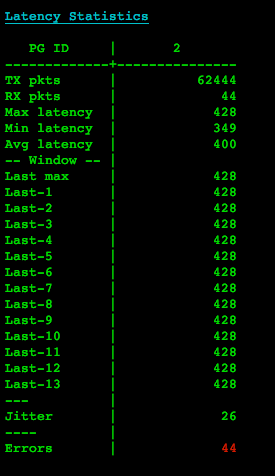 Latency Statistics
PG ID | 2
-------------+---------------
TX pkts | 62444
RX pkts | 44
Max latency | 428
Min latency | 349
Avg latency | 400
-- Window -- |
Last max | 428
Last-1 | 428
Last-2 | 428
Last-3 | 428
Last-4 | 428
Last-5 | 428
Last-6 | 428
Last-7 | 428
Last-8 | 428
Last-9 | 428
Last-10 | 428
Last-11 | 428
Last-12 | 428
Last-13 | 428
--- |
Jitter | 26
---- |
Errors | 44